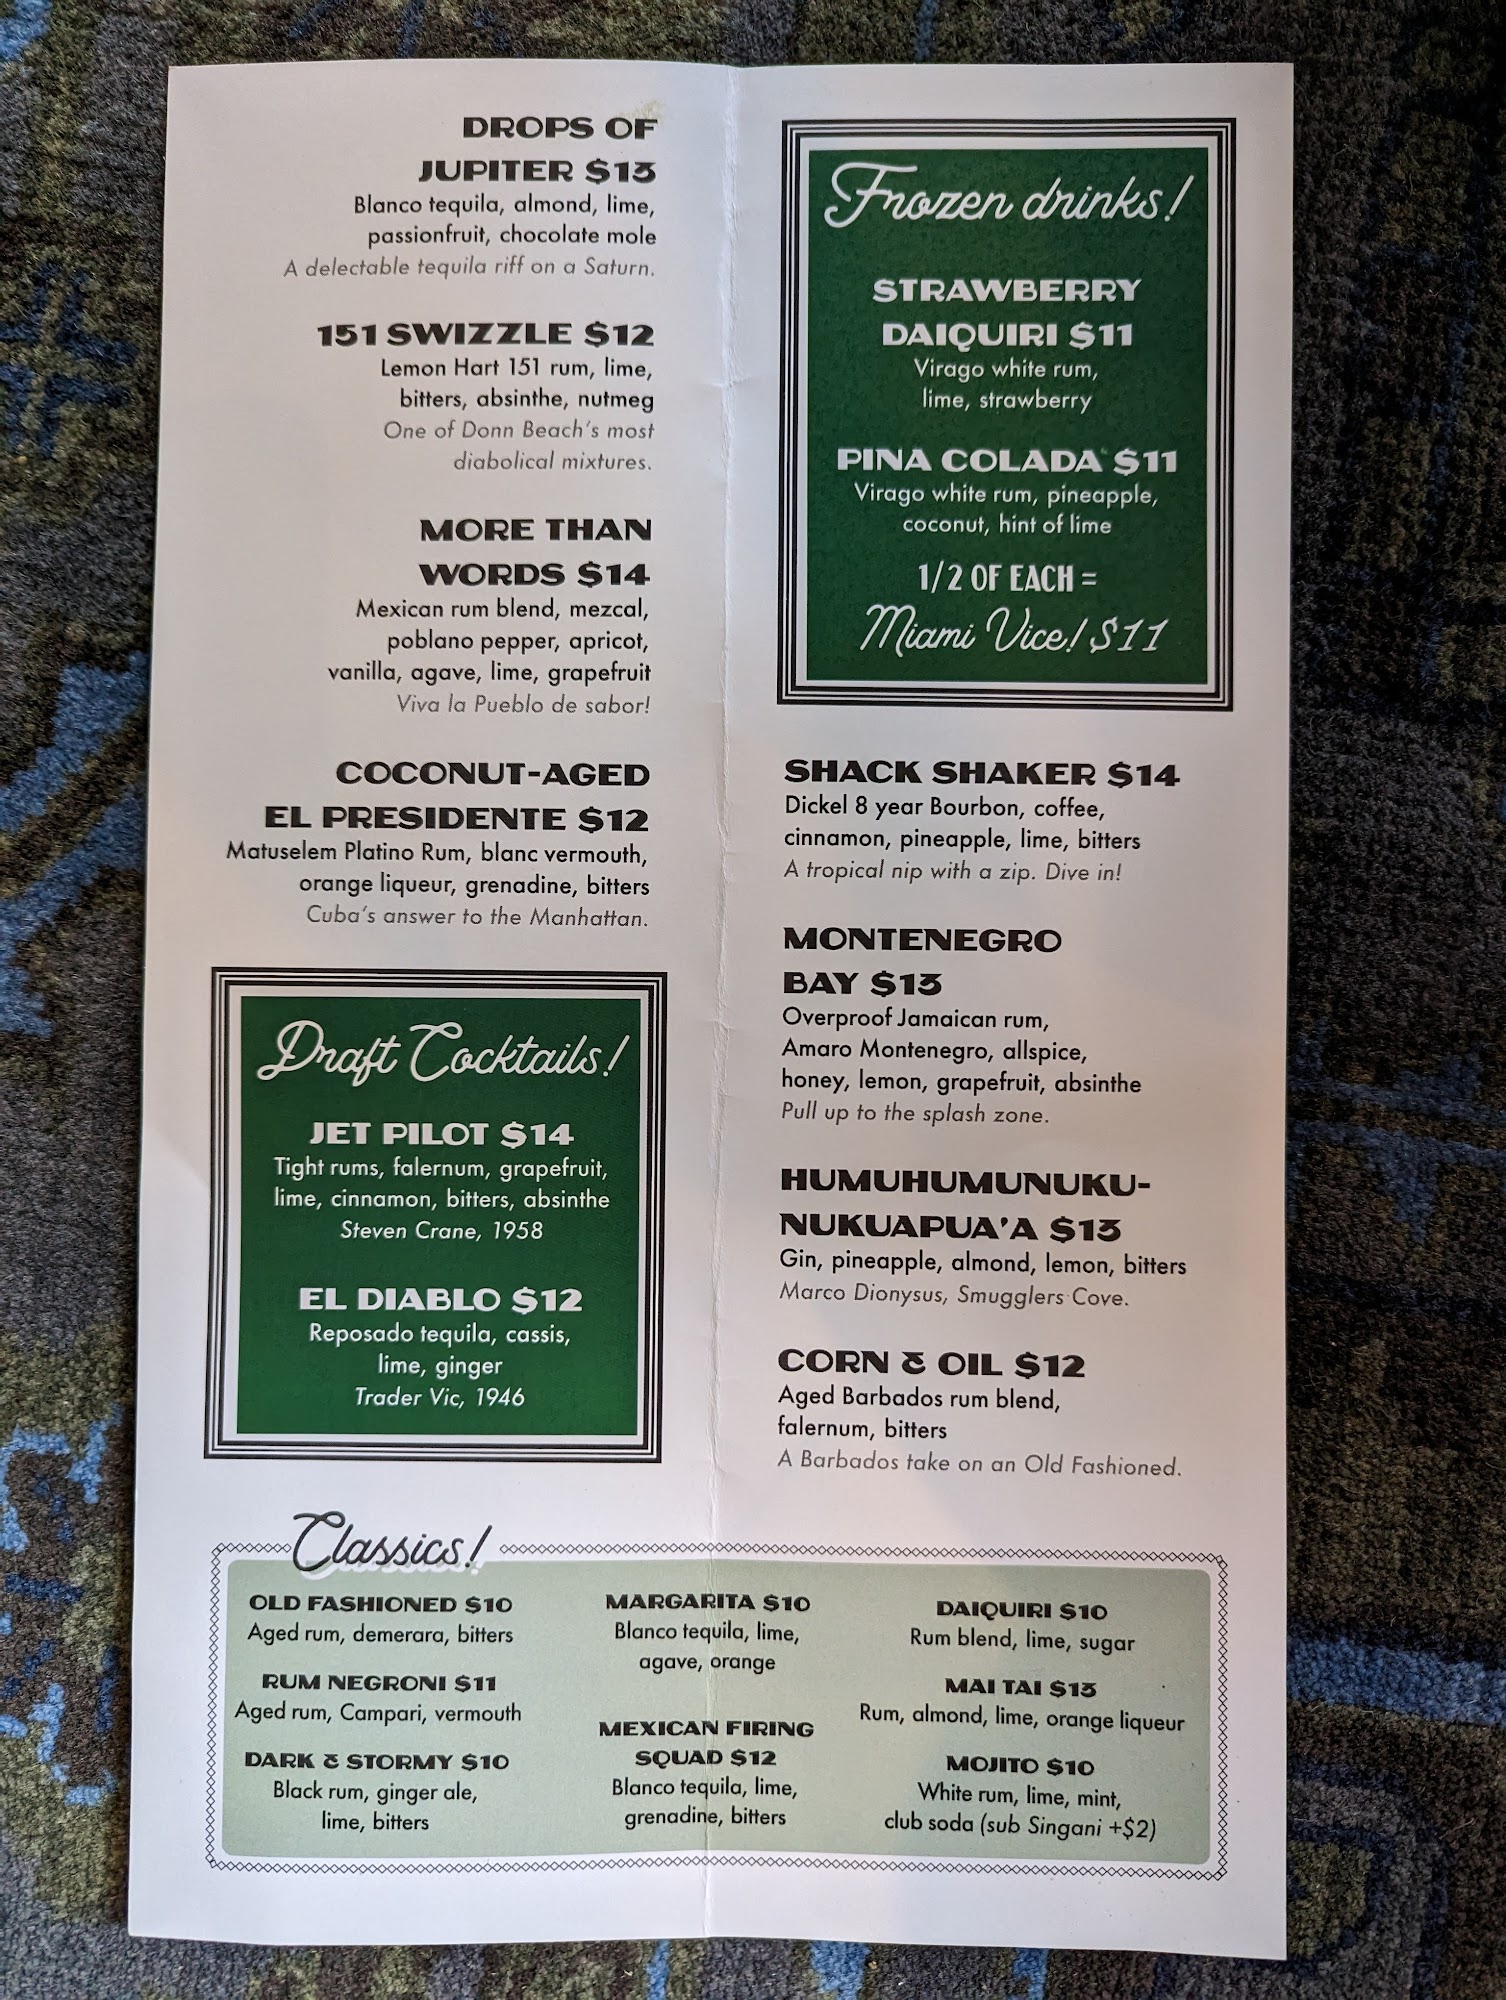 DROPS OF
JUPITER $13
Blanco tequila, almond, lime,
passionfruit, chocolate mole
A delectable tequila riff on a Saturn.
151 SWIZZLE $12
Lemon Hart 151 rum, lime,
bitters, absinthe, nutmeg
One of Donn Beach's most
diabolical mixtures.
MORE THAN
WORDS $14
Mexican rum blend, mezcal,
poblano pepper, apricot,
vanilla, agave, lime, grapefruit
Viva la Pueblo de sabor!
COCONUT-AGED
EL PRESIDENTE $12
Matuselem Platino Rum, blanc vermouth,
orange liqueur, grenadine, bitters
Cuba's answer to the Manhattan.
Draft Cocktails!
JET PILOT $14
Tight rums, falernum, grapefruit,
lime, cinnamon, bitters, absinthe
Steven Crane, 1958
EL DIABLO $12
Reposado tequila, cassis,
lime, ginger
Trader Vic, 1946
Frozen drinks!
STRAWBERRY
DAIQUIRI $11
Virago white rum,
lime, strawberry
PINA COLADA $11
Virago white rum, pineapple,
coconut, hint of lime
1/2 OF EACH =
Miami Vice! $11
SHACK SHAKER $14
Dickel 8 year Bourbon, coffee,
cinnamon, pineapple, lime, bitters
A tropical nip with a zip. Dive in!
MONTENEGRO
BAY $13
Overproof Jamaican rum,
Amaro Montenegro, allspice,
honey, lemon, grapefruit, absinthe
Pull up to the splash zone.
HUMUHUMUNUKU-
NUKUAPUA'A $13
Gin, pineapple, almond, lemon, bitters
Marco Dionysus, Smugglers Cove.
CORN & OIL $12
Aged Barbados rum blend,
falernum, bitters
A Barbados take on an Old Fashioned.
Classics!
OLD FASHIONED $10
Aged rum, demerara, bitters
RUM NEGRONI $11
Aged rum, Campari, vermouth
DARK & STORMY $10
Black rum, ginger ale,
lime, bitters
MARGARITA $10
Blanco tequila, lime,
agave, orange
MEXICAN FIRING
SQUAD $12
Blanco tequila, lime,
grenadine, bitters
DAIQUIRI $10
Rum blend, lime, sugar
MAI TAI $13
Rum, almond, lime, orange liqueur
MOJITO $10
White rum, lime, mint,
club soda (sub Singani +$2)